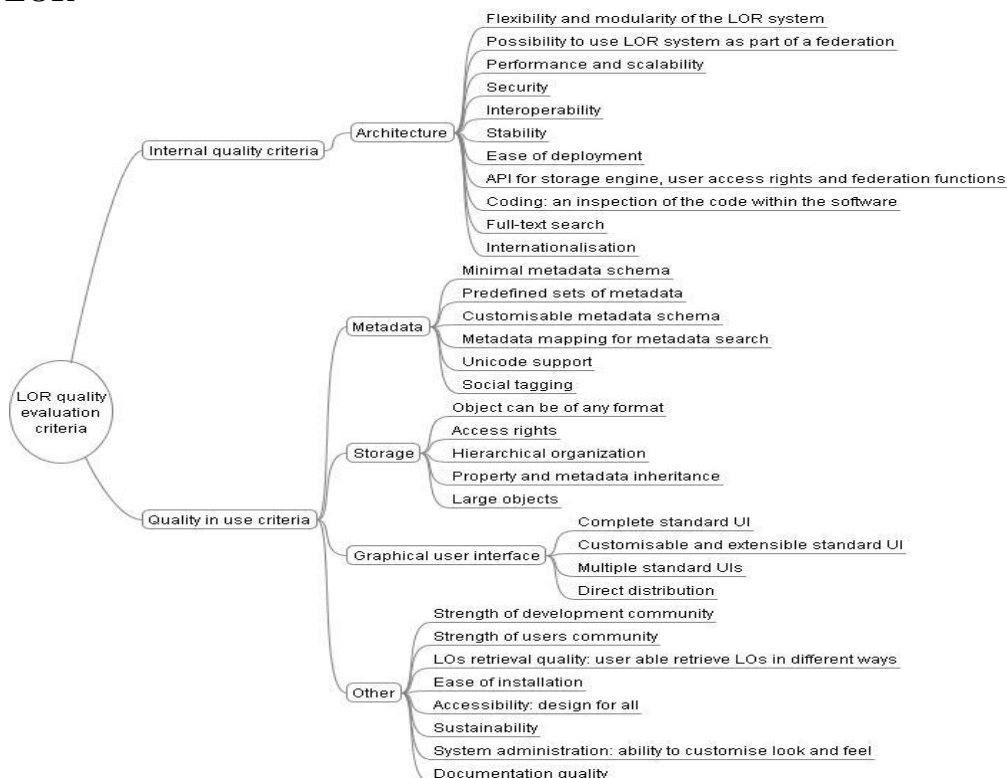 Flexibility and modularity of the LOR system
Possibility to use LOR system as part of a federation
Performance and scalability
Security
Interoperability
Architecture
Stability
Internal quality criteria
Ease of deployment
API for storage engine, user access rights and federation functions
Coding: an inspection of the code within the software
Full-text search
Internationalisation
Minimal metadata schema
Predefined sets of metadata
Customisable metadata schema
Metadata
Metadata mapping for metadata search
Unicode support
Social tagging
LOR quality
evaluation
criteria
Object can be of any format
Access rights
Storage
Hierarchical organization
Property and metadata inheritance
Large objects
Quality in use criteria
Complete standard UI
Customisable and extensible standard UI
Graphical user interface
Multiple standard UIs
Direct distribution
Strength of development community
Strength of users community
LOs retrieval quality: user able retrieve LOs in different ways
Ease of installation
Other
Accessibility: design for all
Sustainability
System administration: ability to customise look and feel
Documentation quality